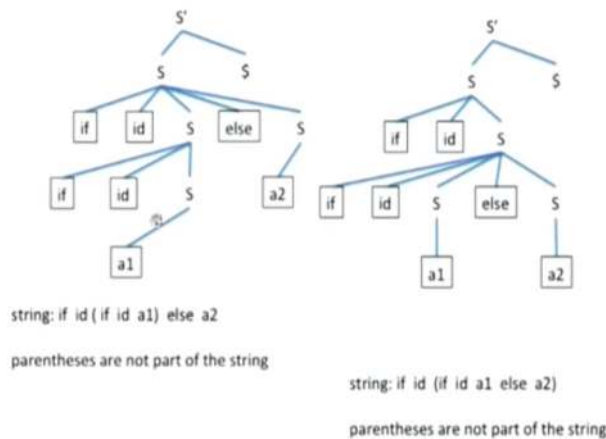 S'
S $
if id S else S
if id S a2
a1
string: if id ( if id a1) else a2
parentheses are not part of the string
S'
S $
if id S
if id S else S
a1 a2
string: if id (if id a1 else a2)
parentheses are not part of the string